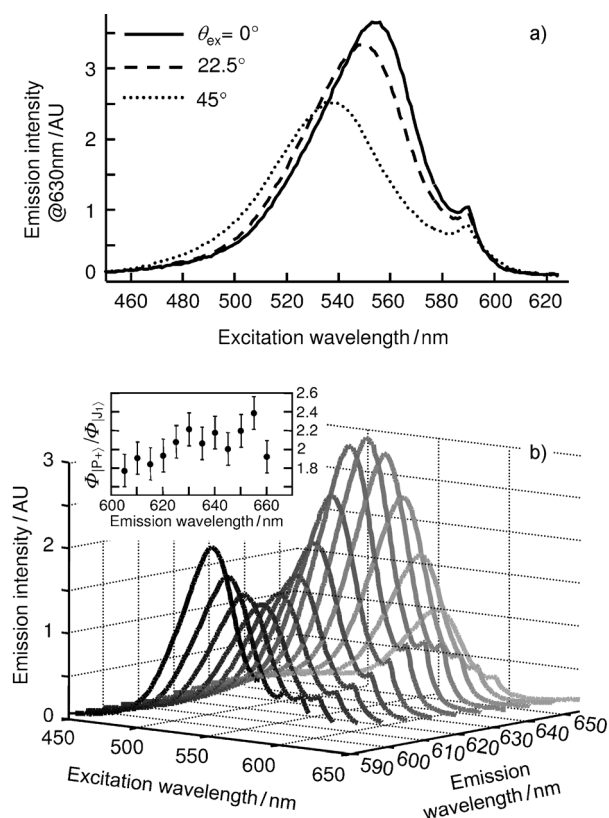 a)
θex = 0°
22.5°
45°
Emission intensity
@630nm/AU
3
2
1
0
460 480 500 520 540 560 580 600 620
Excitation wavelength/nm
b)
Φ|P+⟩/Φ|J1⟩
2.6
2.4
2.2
2
1.8
600 620 640 660
Emission wavelength/nm
Emission intensity/AU
3
2
1
0
450 500 550 600 650
Excitation wavelength/nm
590 600 610 620 630 640 650
Emission
wavelength/nm